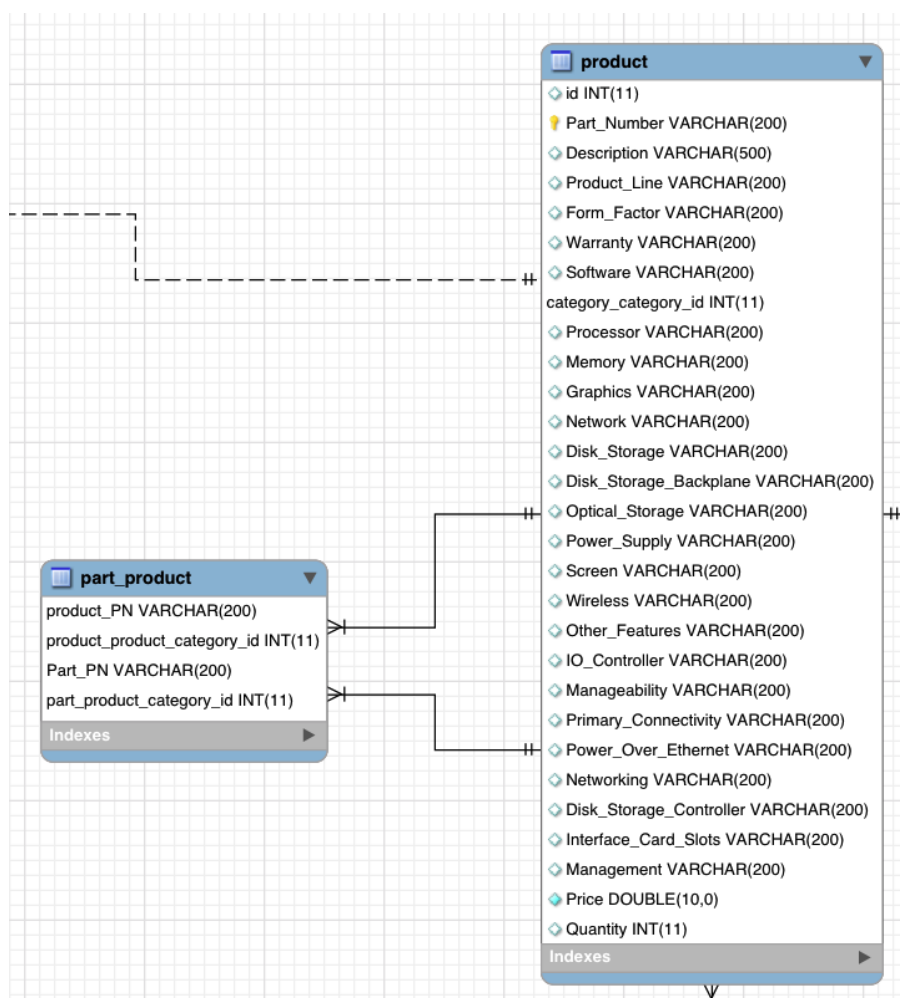 product
id INT(11)
Part_Number VARCHAR(200)
Description VARCHAR(500)
Product_Line VARCHAR(200)
Form_Factor VARCHAR(200)
Warranty VARCHAR(200)
Software VARCHAR(200)
category_category_id INT(11)
Processor VARCHAR(200)
Memory VARCHAR(200)
Graphics VARCHAR(200)
Network VARCHAR(200)
Disk_Storage VARCHAR(200)
Disk_Storage_Backplane VARCHAR(200)
Optical_Storage VARCHAR(200)
Power_Supply VARCHAR(200)
Screen VARCHAR(200)
Wireless VARCHAR(200)
Other_Features VARCHAR(200)
IO_Controller VARCHAR(200)
Manageability VARCHAR(200)
Primary_Connectivity VARCHAR(200)
Power_Over_Ethernet VARCHAR(200)
Networking VARCHAR(200)
Disk_Storage_Controller VARCHAR(200)
Interface_Card_Slots VARCHAR(200)
Management VARCHAR(200)
Price DOUBLE(10,0)
Quantity INT(11)
Indexes
part_product
product_PN VARCHAR(200)
product_product_category_id INT(11)
Part_PN VARCHAR(200)
part_product_category_id INT(11)
Indexes